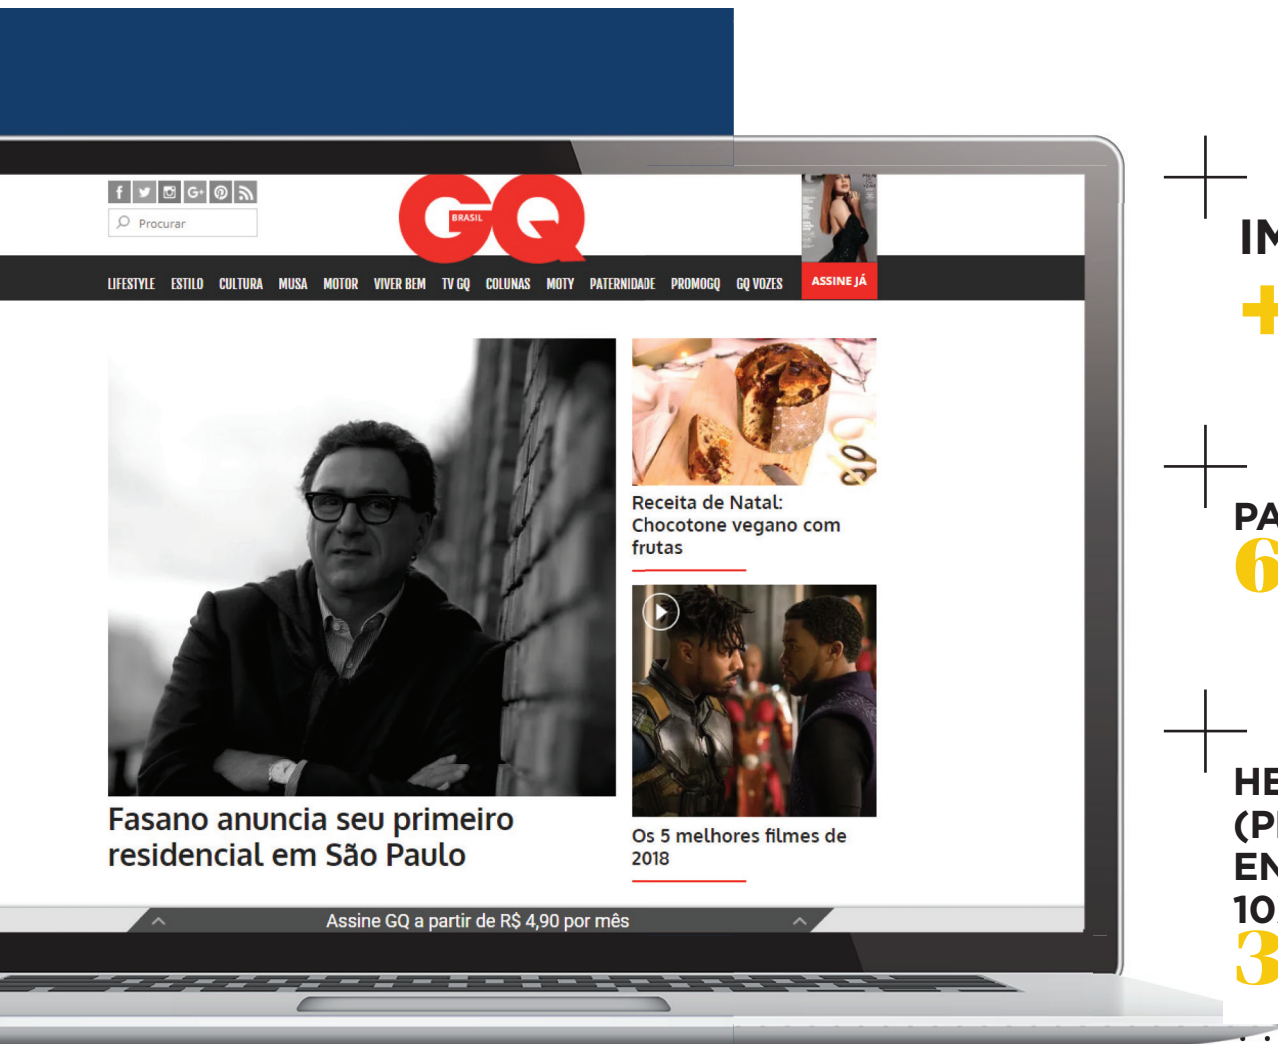 Procurar
GQ
BRASIL
LIFESTYLE ESTILO CULTURA MUSA MOTOR VIVER BEM TV GQ COLUNAS MOTY PATERNIDADE PROMOGQ GQ VOZES ASSINE JÁ
Receita de Natal:
Chocotone vegano com
frutas
Fasano anuncia seu primeiro
residencial em São Paulo
Os 5 melhores filmes de
2018
Assine GQ a partir de R$ 4,90 por mês
+
6
3